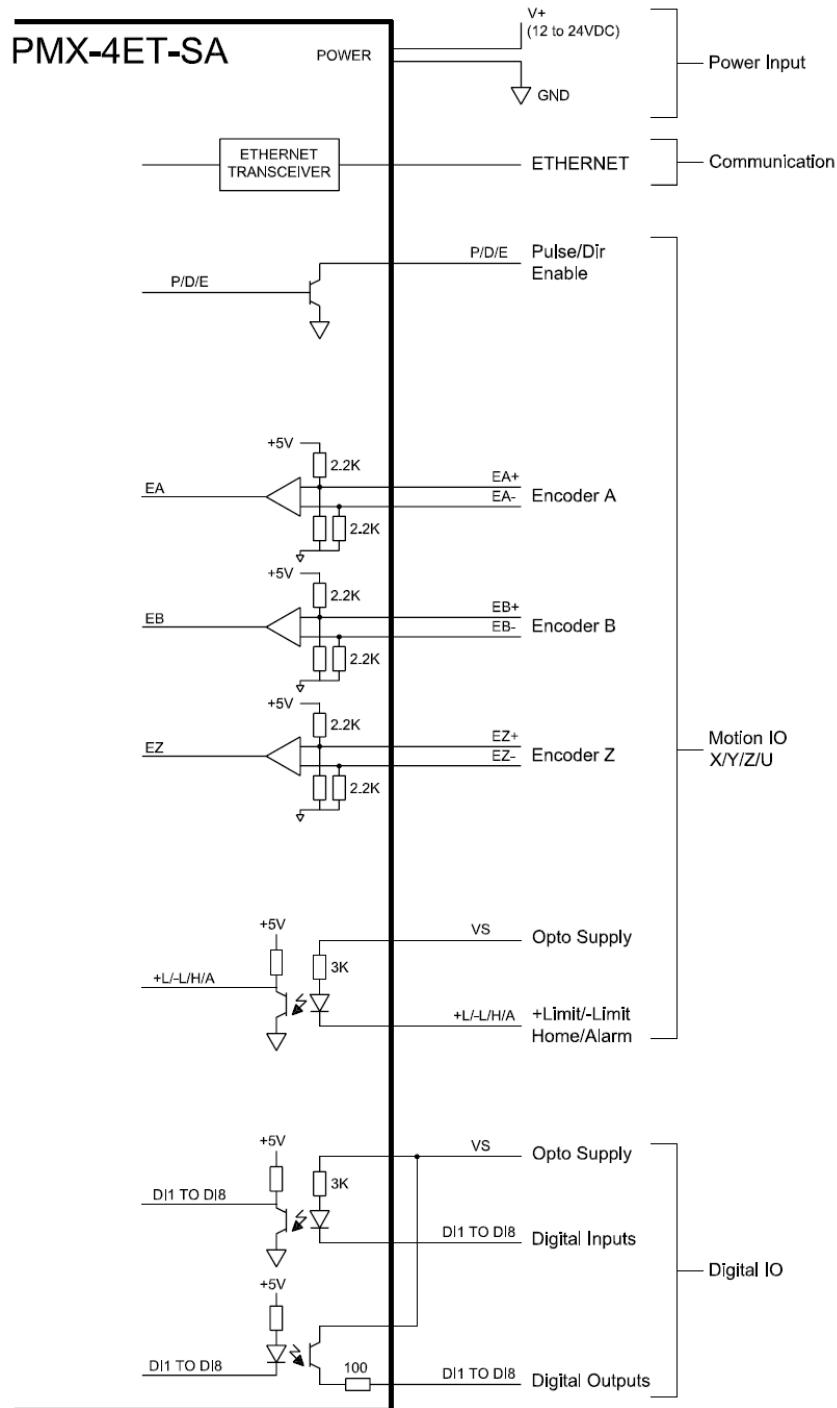 PMX-4ET-SA
POWER
V+
(12 to 24VDC)
GND
Power Input
ETHERNET
TRANSCEIVER
ETHERNET
Communication
P/D/E
P/D/E
Pulse/Dir
Enable
+5V
2.2K
EA
EA+
EA-
Encoder A
2.2K
+5V
2.2K
EB
EB+
EB-
Encoder B
2.2K
+5V
2.2K
EZ
EZ+
EZ-
Encoder Z
2.2K
Motion IO
X/Y/Z/U
+5V
VS
Opto Supply
3K
+L/-L/H/A
+L/-L/H/A
+Limit/-Limit
Home/Alarm
+5V
VS
Opto Supply
3K
DI1 TO DI8
DI1 TO DI8
Digital Inputs
Digital IO
+5V
DI1 TO DI8
100
DI1 TO DI8
Digital Outputs